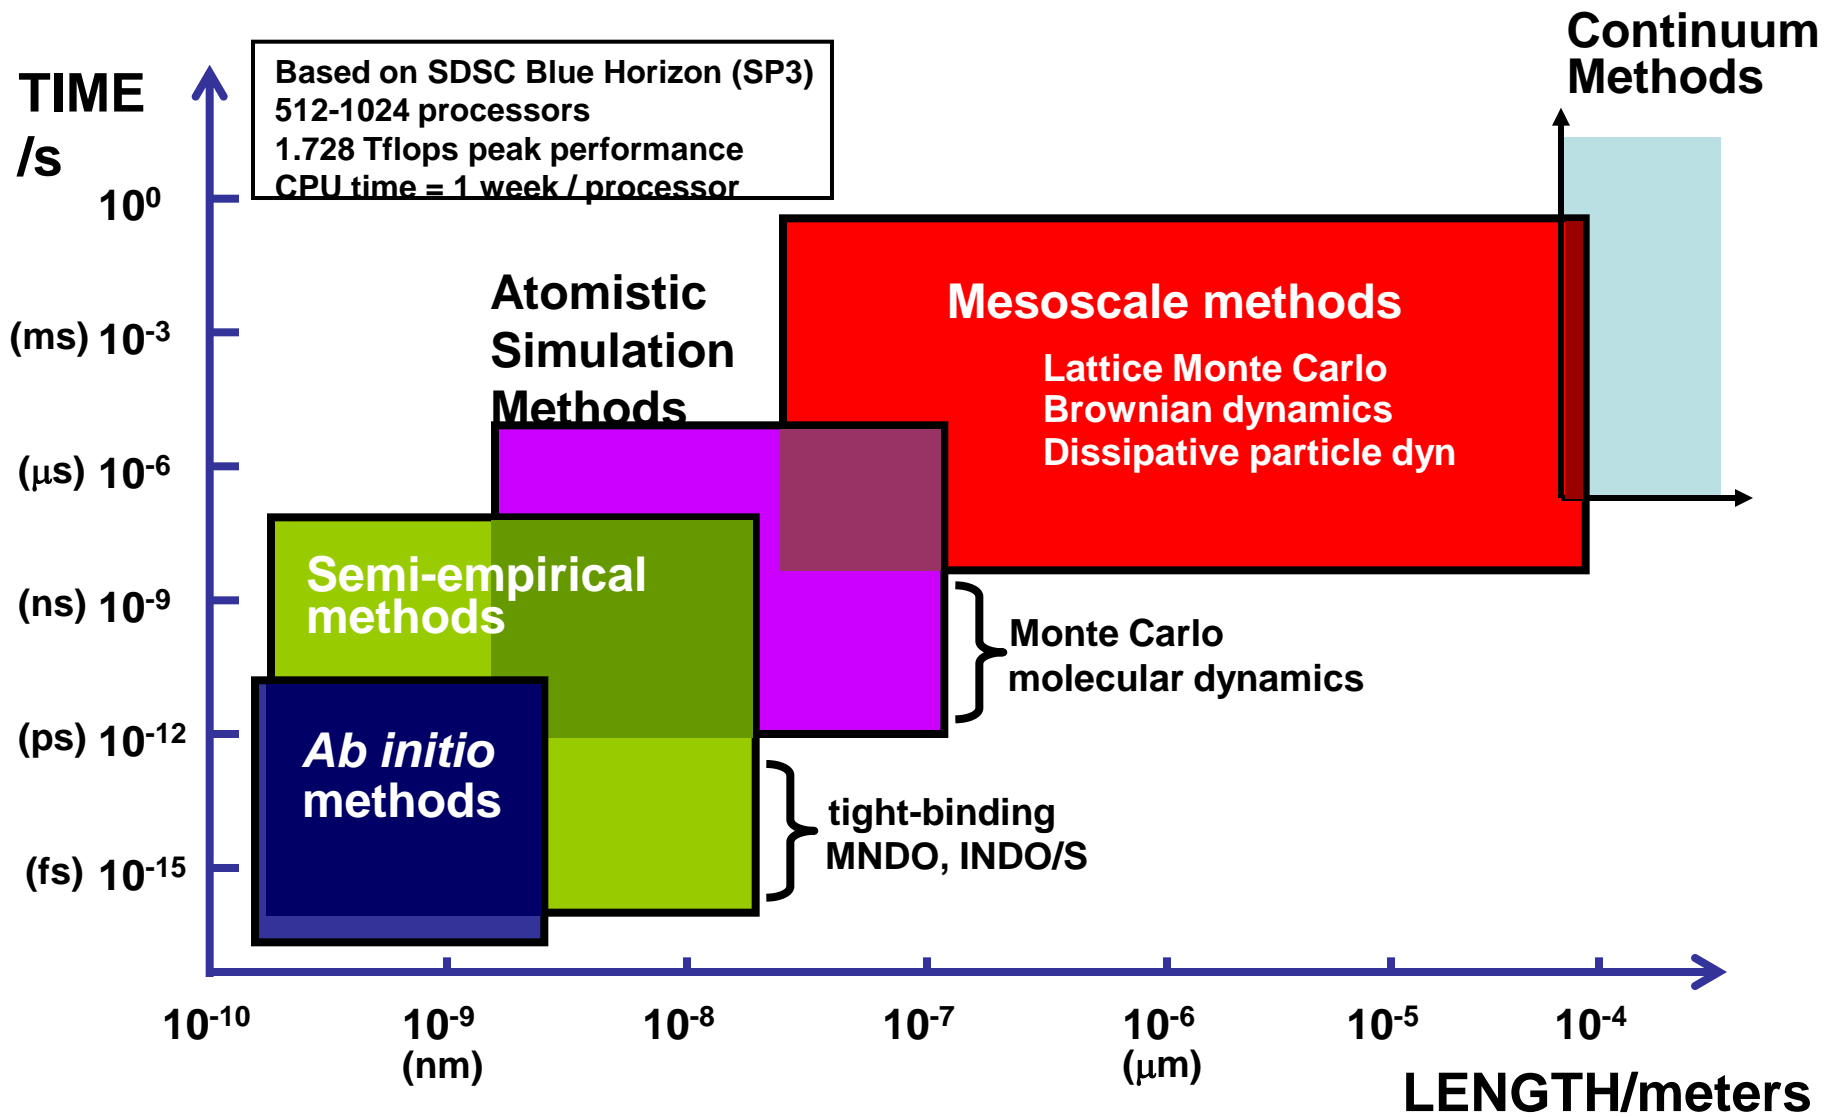 Continuum
Methods
TIME
/s
Based on SDSC Blue Horizon (SP3)
512-1024 processors
1.728 Tflops peak performance
CPU time = 1 week / processor
10⁰
Atomistic
Simulation
Methods
Mesoscale methods
Lattice Monte Carlo
Brownian dynamics
Dissipative particle dyn
(ms) 10⁻³
(μs) 10⁻⁶
Semi-empirical
methods
(ns) 10⁻⁹
Monte Carlo
molecular dynamics
(ps) 10⁻¹²
Ab initio
methods
tight-binding
MNDO, INDO/S
(fs) 10⁻¹⁵
10⁻¹⁰ 10⁻⁹ 10⁻⁸ 10⁻⁷ 10⁻⁶ 10⁻⁵ 10⁻⁴
(nm) (μm)
LENGTH/meters